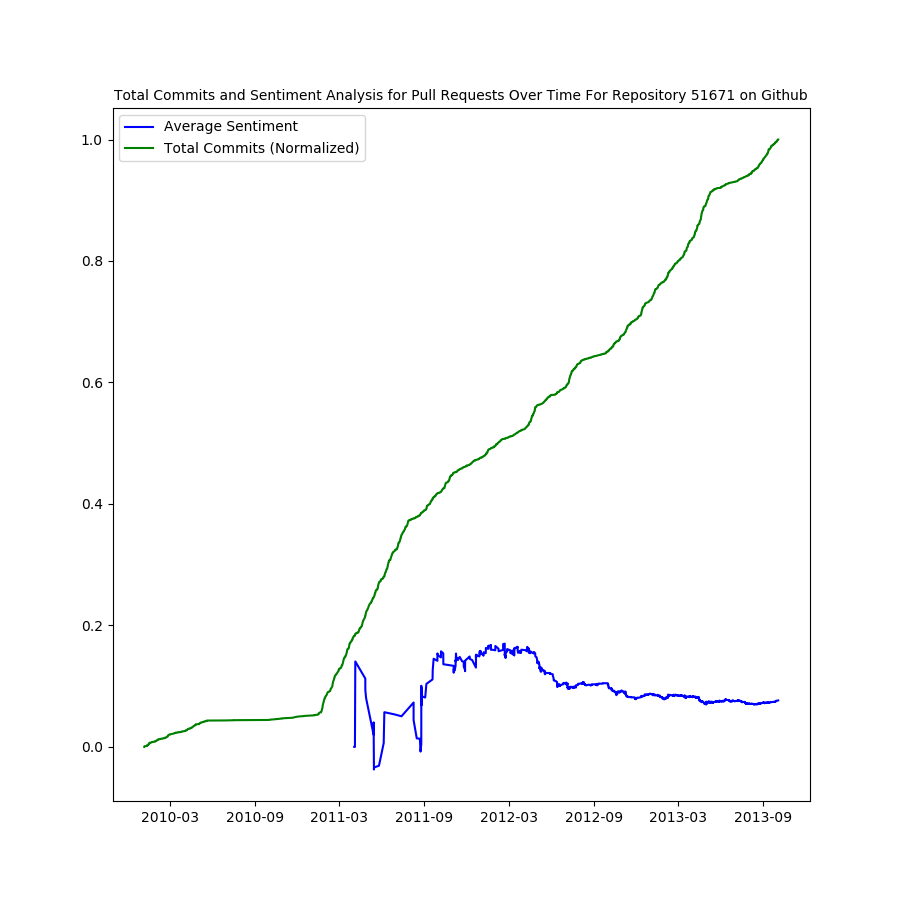 Total Commits and Sentiment Analysis for Pull Requests Over Time For Repository 51671 on Github
Average Sentiment
Total Commits (Normalized)
1.0
0.8
0.6
0.4
0.2
0.0
2010-03 2010-09 2011-03 2011-09 2012-03 2012-09 2013-03 2013-09